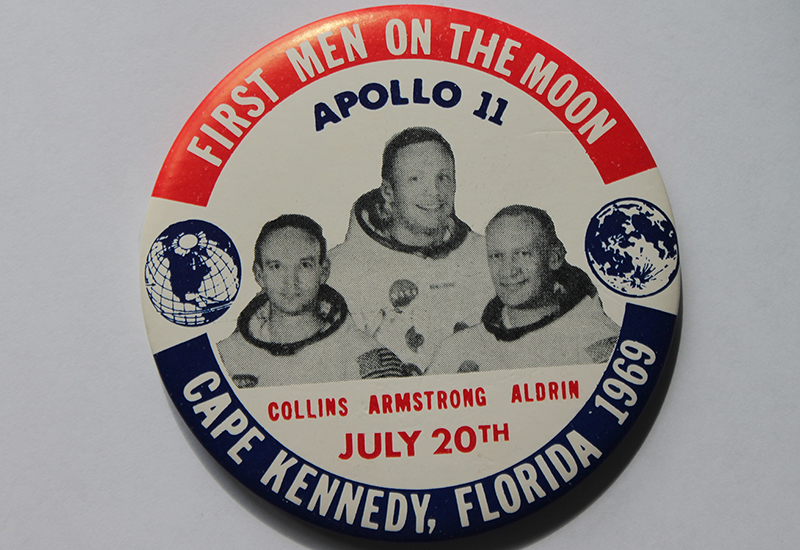 FIRST MEN ON THE MOON
APOLLO 11
COLLINS ARMSTRONG ALDRIN
JULY 20TH
CAPE KENNEDY, FLORIDA 1969